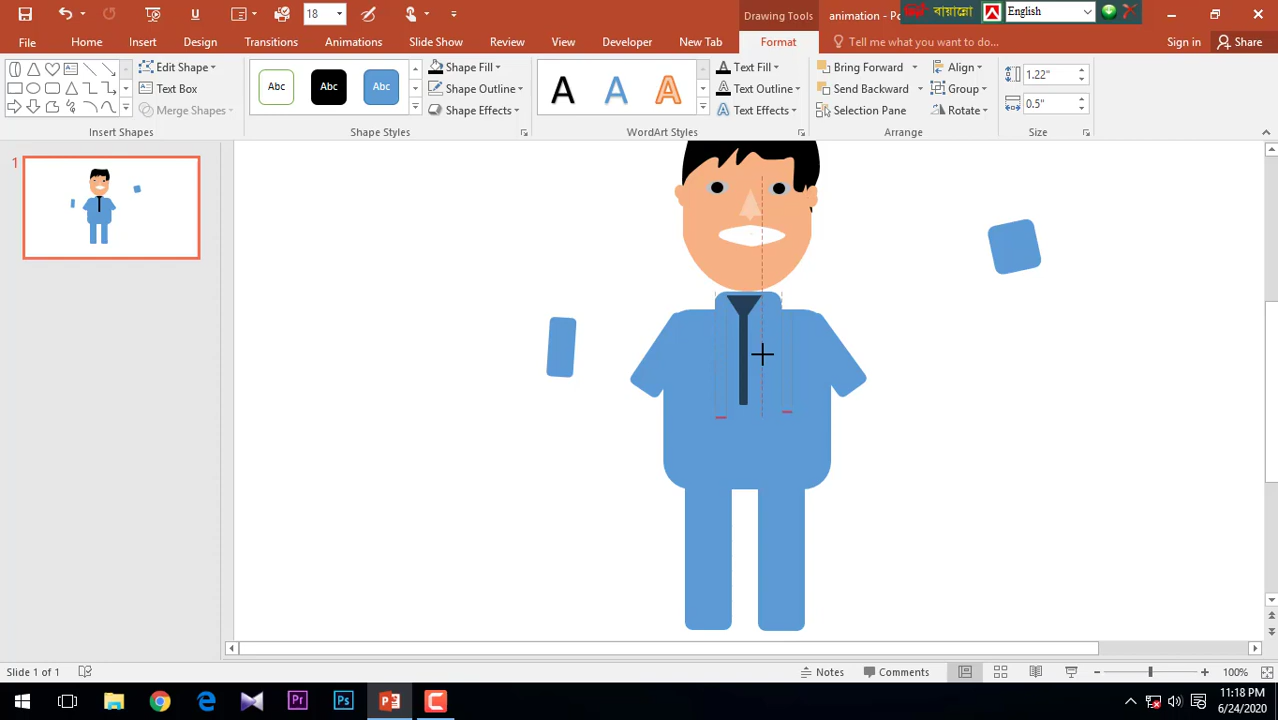 18
animation - Po
বায়ান্নো
English
File
Home
Insert
Design
Transitions
Animations
Slide Show
Review
View
Developer
New Tab
Drawing Tools
Format
Tell me what you want to do...
Sign in
Share
Edit Shape
Text Box
Merge Shapes
Insert Shapes
Abc
Abc
Abc
Shape Fill
Shape Outline
Shape Effects
Shape Styles
A
A
A
Text Fill
Text Outline
Text Effects
WordArt Styles
Bring Forward
Send Backward
Selection Pane
Align
Group
Rotate
Arrange
1.22"
0.5"
Size
1
Slide 1 of 1
Notes
Comments
100%
Pr
Ps
11:18 PM
6/24/2020